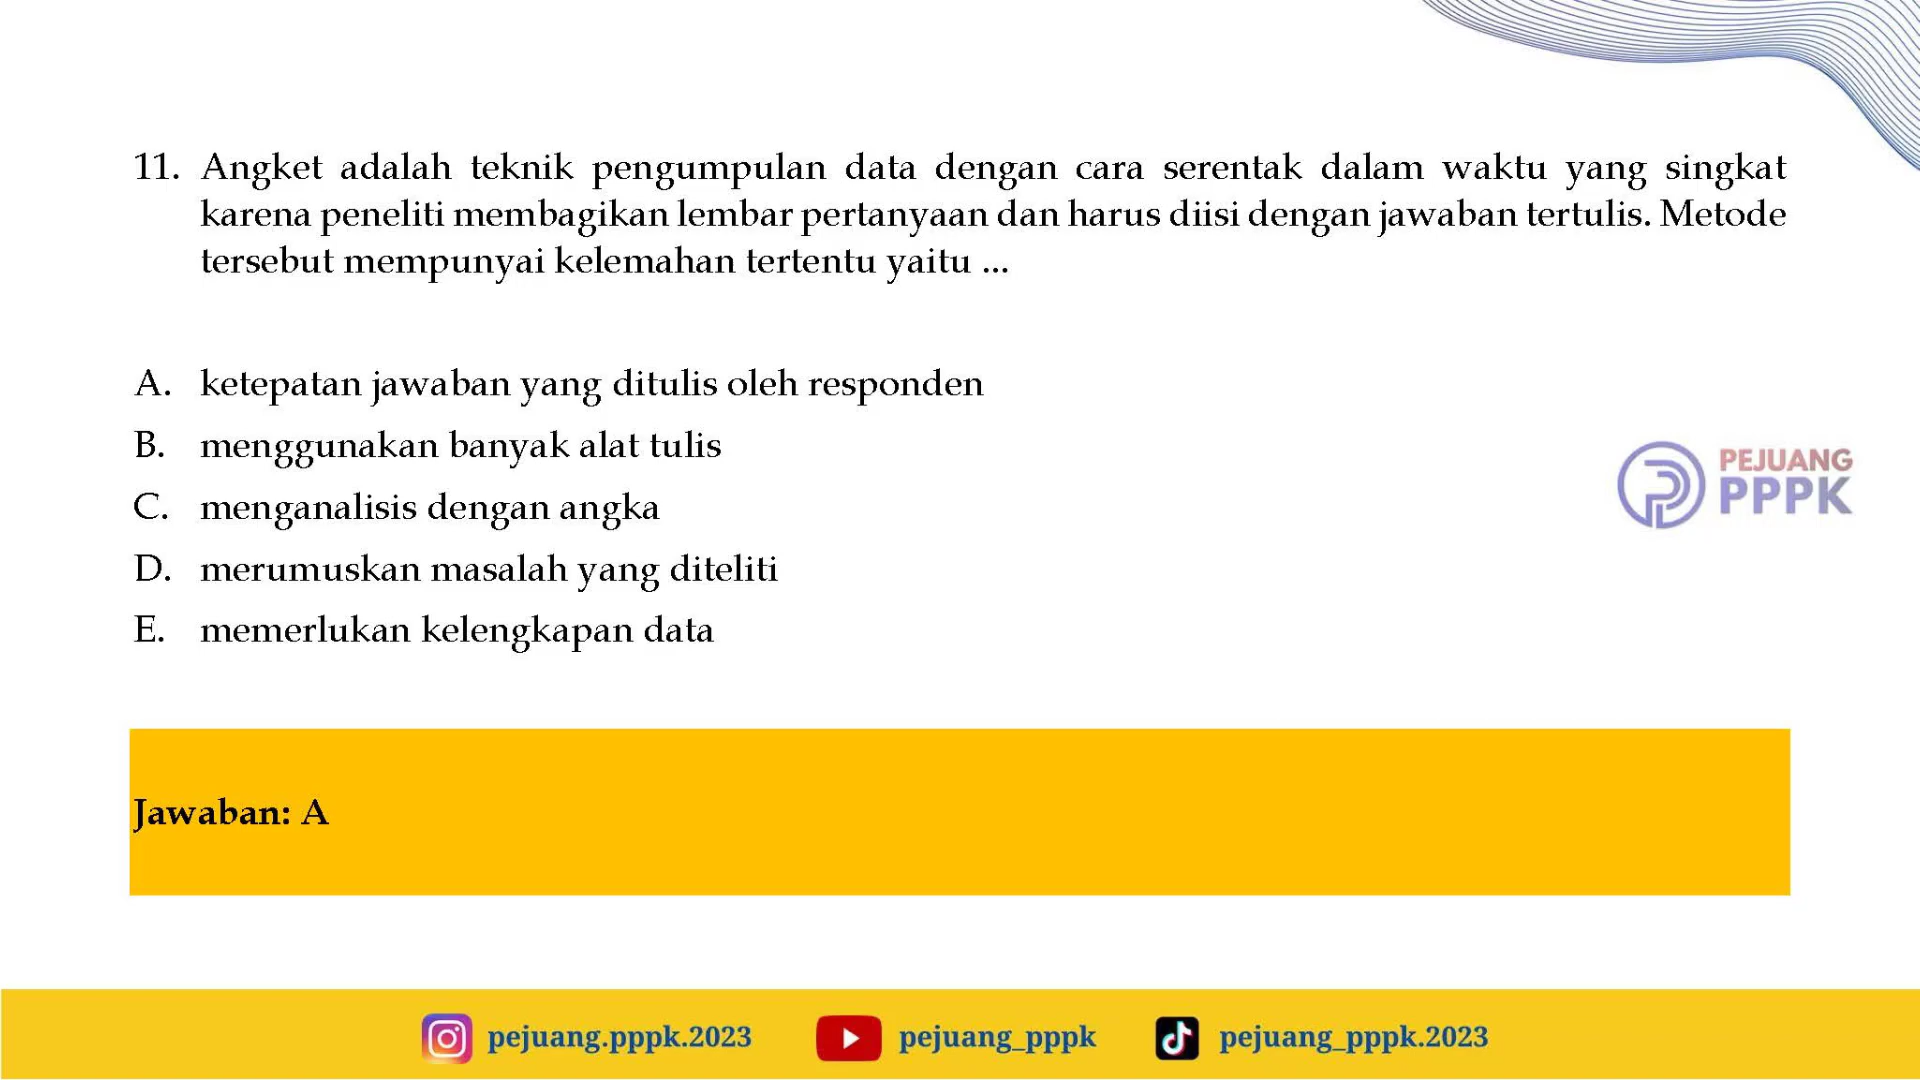 11. Angket adalah teknik pengumpulan data dengan cara serentak dalam waktu yang singkat
karena peneliti membagikan lembar pertanyaan dan harus diisi dengan jawaban tertulis. Metode
tersebut mempunyai kelemahan tertentu yaitu ...
A. ketepatan jawaban yang ditulis oleh responden
B. menggunakan banyak alat tulis
C. menganalisis dengan angka
D. merumuskan masalah yang diteliti
E. memerlukan kelengkapan data
PEJUANG
PPPK
Jawaban: A
pejuang.pppk.2023 pejuang_pppk pejuang_pppk.2023